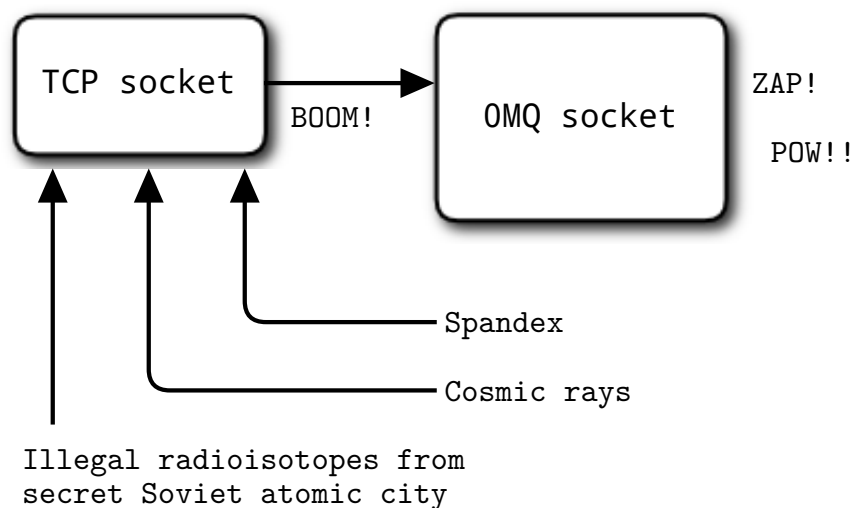 TCP socket
BOOM!
0MQ socket
ZAP!
POW!!
Spandex
Cosmic rays
Illegal radioisotopes from
secret Soviet atomic city